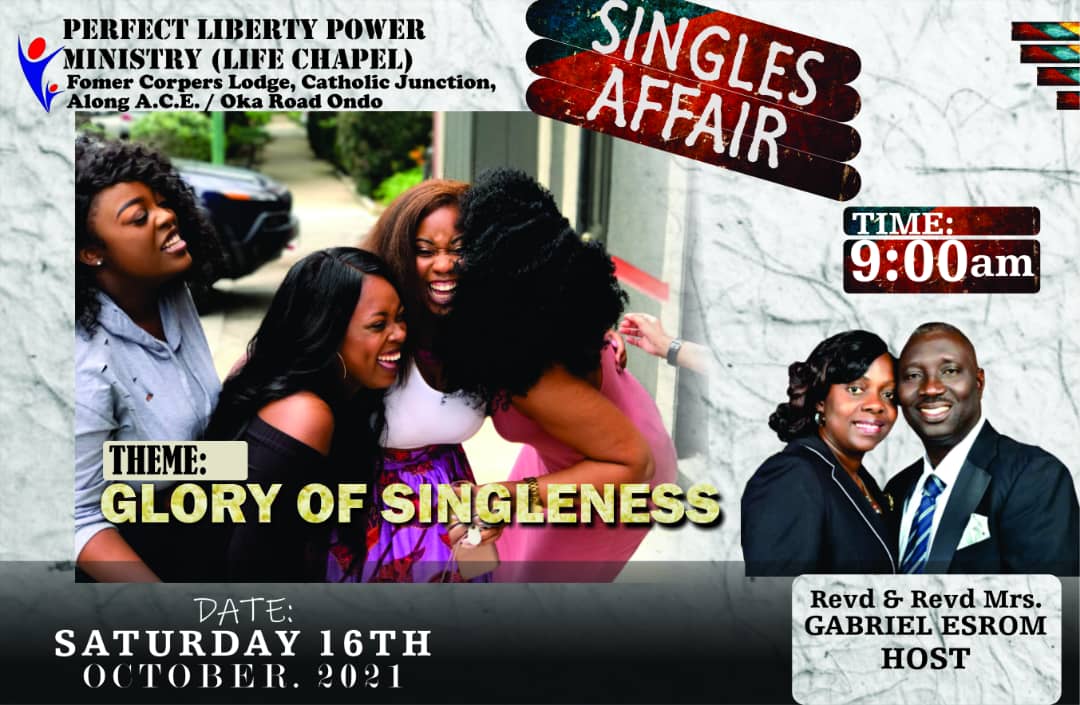 PERFECT LIBERTY POWER
MINISTRY (LIFE CHAPEL)
Fomer Corpers Lodge, Catholic Junction,
Along A.C.E. / Oka Road Ondo
SINGLES
AFFAIR
TIME:
9:00am
THEME:
GLORY OF SINGLENESS
DATE:
SATURDAY 16TH
OCTOBER. 2021
Revd & Revd Mrs.
GABRIEL ESROM
HOST